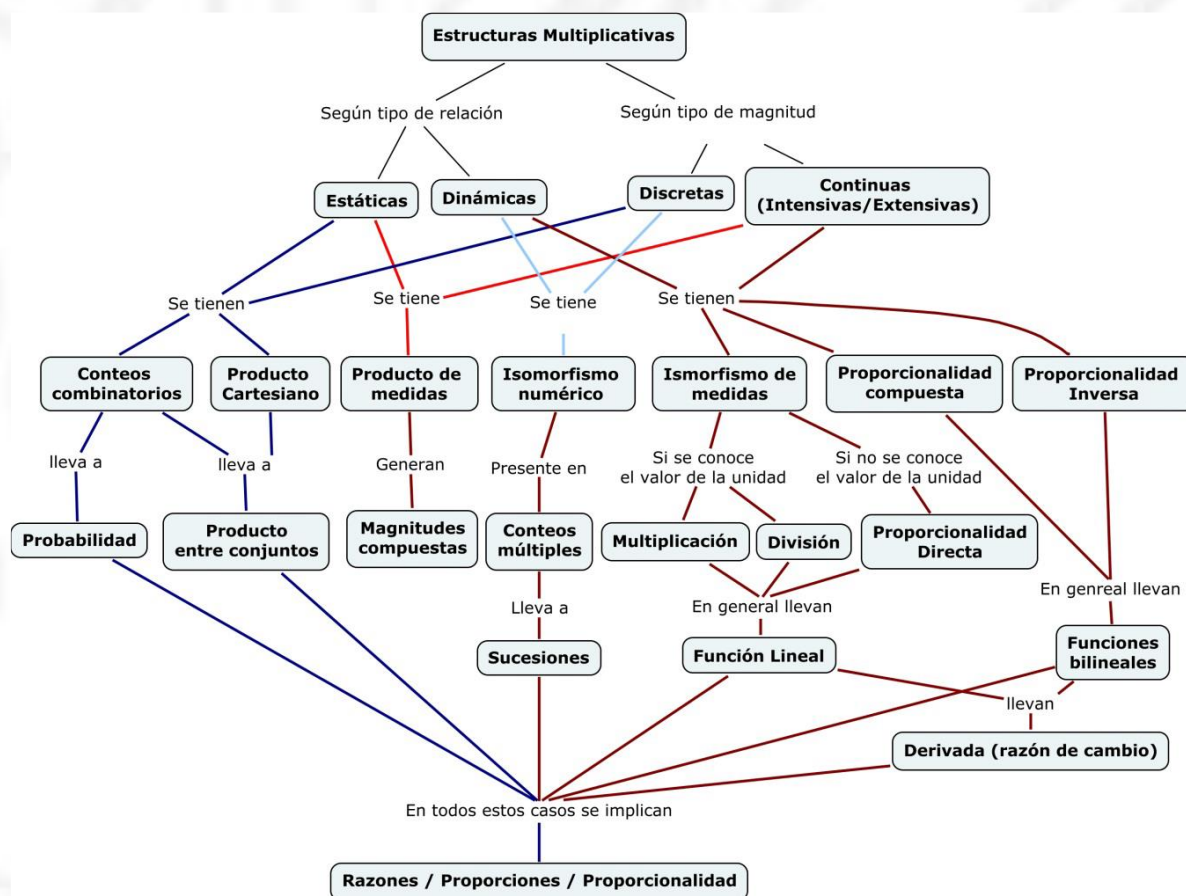 Estructuras Multiplicativas
Según tipo de relación
Según tipo de magnitud
Estáticas
Dinámicas
Discretas
Continuas
(Intensivas/Extensivas)
Se tienen
Se tiene
Se tiene
Se tienen
Conteos
combinatorios
Producto
Cartesiano
Producto de
medidas
Isomorfismo
numérico
Ismorfismo de
medidas
Proporcionalidad
compuesta
Proporcionalidad
Inversa
lleva a
lleva a
Generan
Presente en
Si se conoce
el valor de la unidad
Si no se conoce
el valor de la unidad
Probabilidad
Producto
entre conjuntos
Magnitudes
compuestas
Conteos
múltiples
Multiplicación
División
Proporcionalidad
Directa
En genreal llevan
Lleva a
En general llevan
Sucesiones
Función Lineal
Funciones
bilineales
llevan
Derivada (razón de cambio)
En todos estos casos se implican
Razones / Proporciones / Proporcionalidad